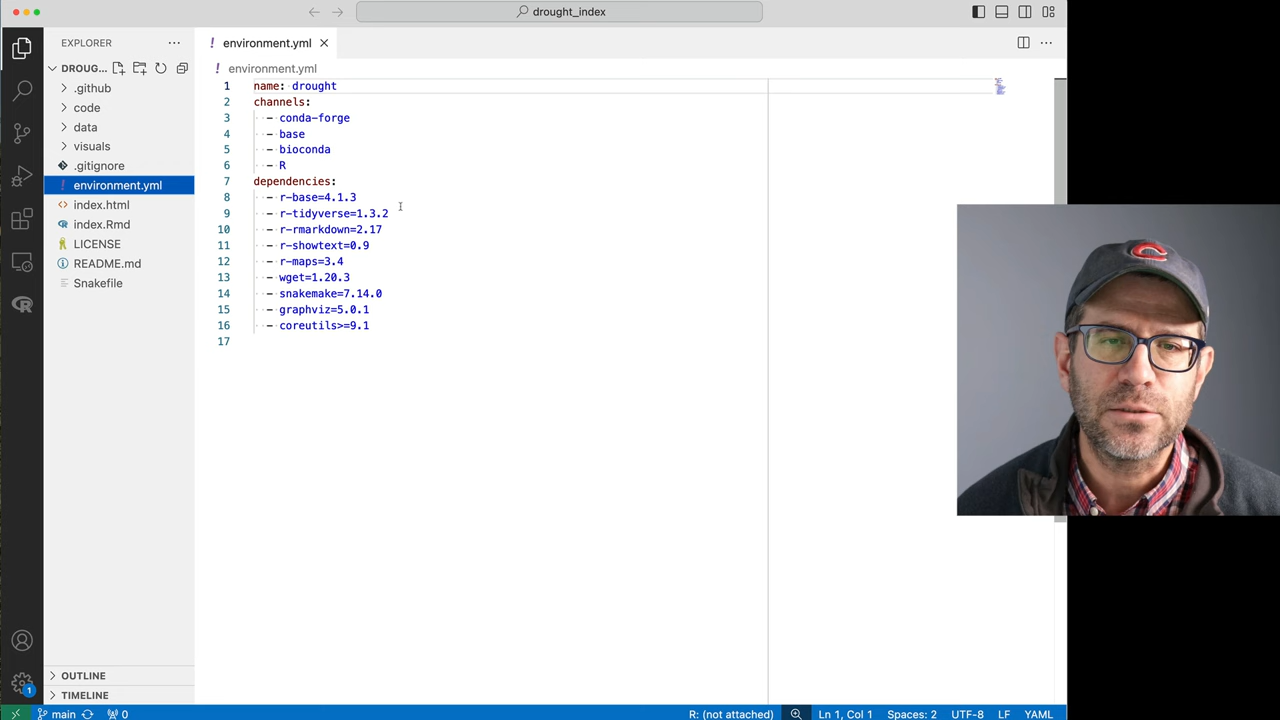 drought_index
EXPLORER
environment.yml
DROUG...
environment.yml
.github
code
data
visuals
.gitignore
environment.yml
index.html
index.Rmd
LICENSE
README.md
Snakefile
1 name: drought
2 channels:
3 - conda-forge
4 - base
5 - bioconda
6 - R
7 dependencies:
8 - r-base=4.1.3
9 - r-tidyverse=1.3.2
10 - r-rmarkdown=2.17
11 - r-showtext=0.9
12 - r-maps=3.4
13 - wget=1.20.3
14 - snakemake=7.14.0
15 - graphviz=5.0.1
16 - coreutils>=9.1
17
OUTLINE
TIMELINE
1
main 0 R: (not attached) Ln 1, Col 1 Spaces: 2 UTF-8 LF YAML